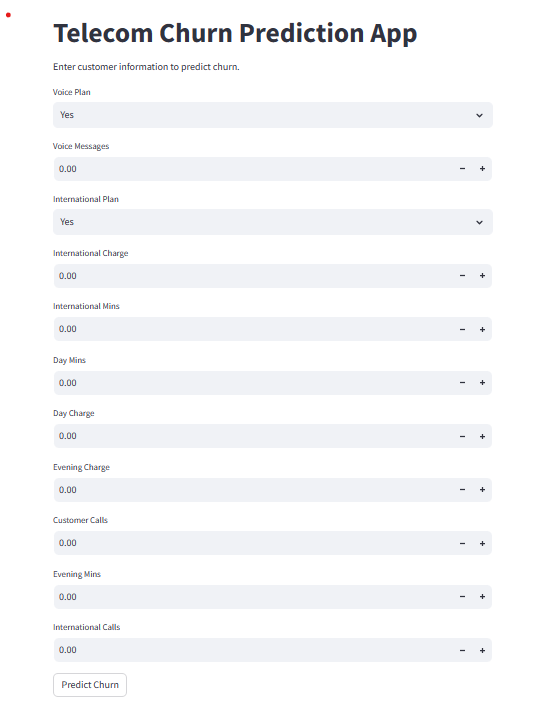 Telecom Churn Prediction App
Enter customer information to predict churn.
Voice Plan
Yes
Voice Messages
0.00
International Plan
Yes
International Charge
0.00
International Mins
0.00
Day Mins
0.00
Day Charge
0.00
Evening Charge
0.00
Customer Calls
0.00
Evening Mins
0.00
International Calls
0.00
Predict Churn